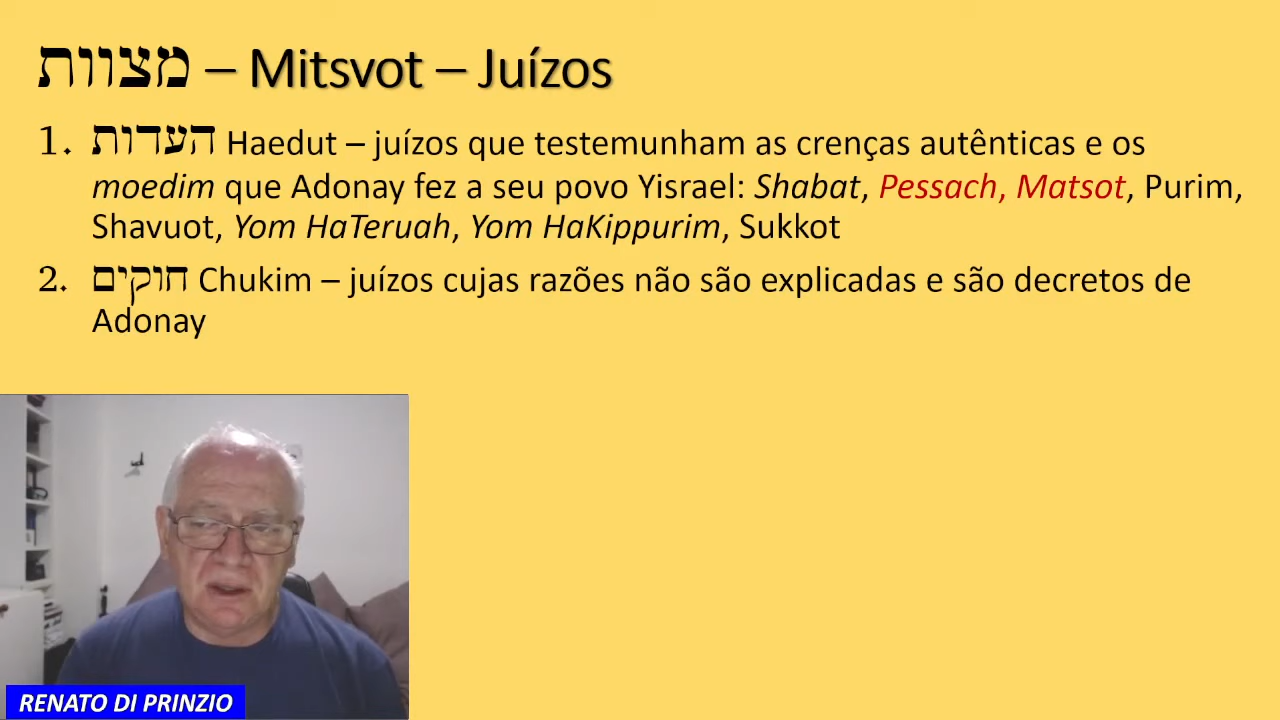 מצוות – Mitsvot – Juízos
1. העדות Haedut – juízos que testemunham as crenças autênticas e os
moedim que Adonay fez a seu povo Yisrael: Shabat, Pessach, Matsot, Purim,
Shavuot, Yom HaTeruah, Yom HaKippurim, Sukkot
2. חוקים Chukim – juízos cujas razões não são explicadas e são decretos de
Adonay
RENATO DI PRINZIO